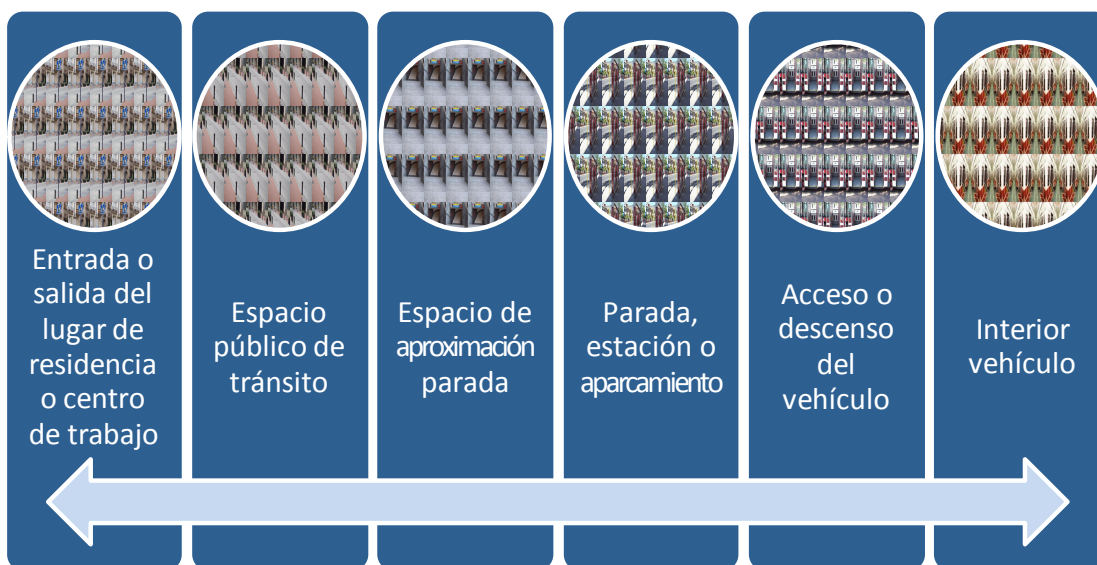 Entrada o
salida del
lugar de
residencia
o centro
de trabajo
Espacio
público de
tránsito
Espacio de
aproximación
parada
Parada,
estación o
aparcamiento
Acceso o
descenso
del
vehículo
Interior
vehículo